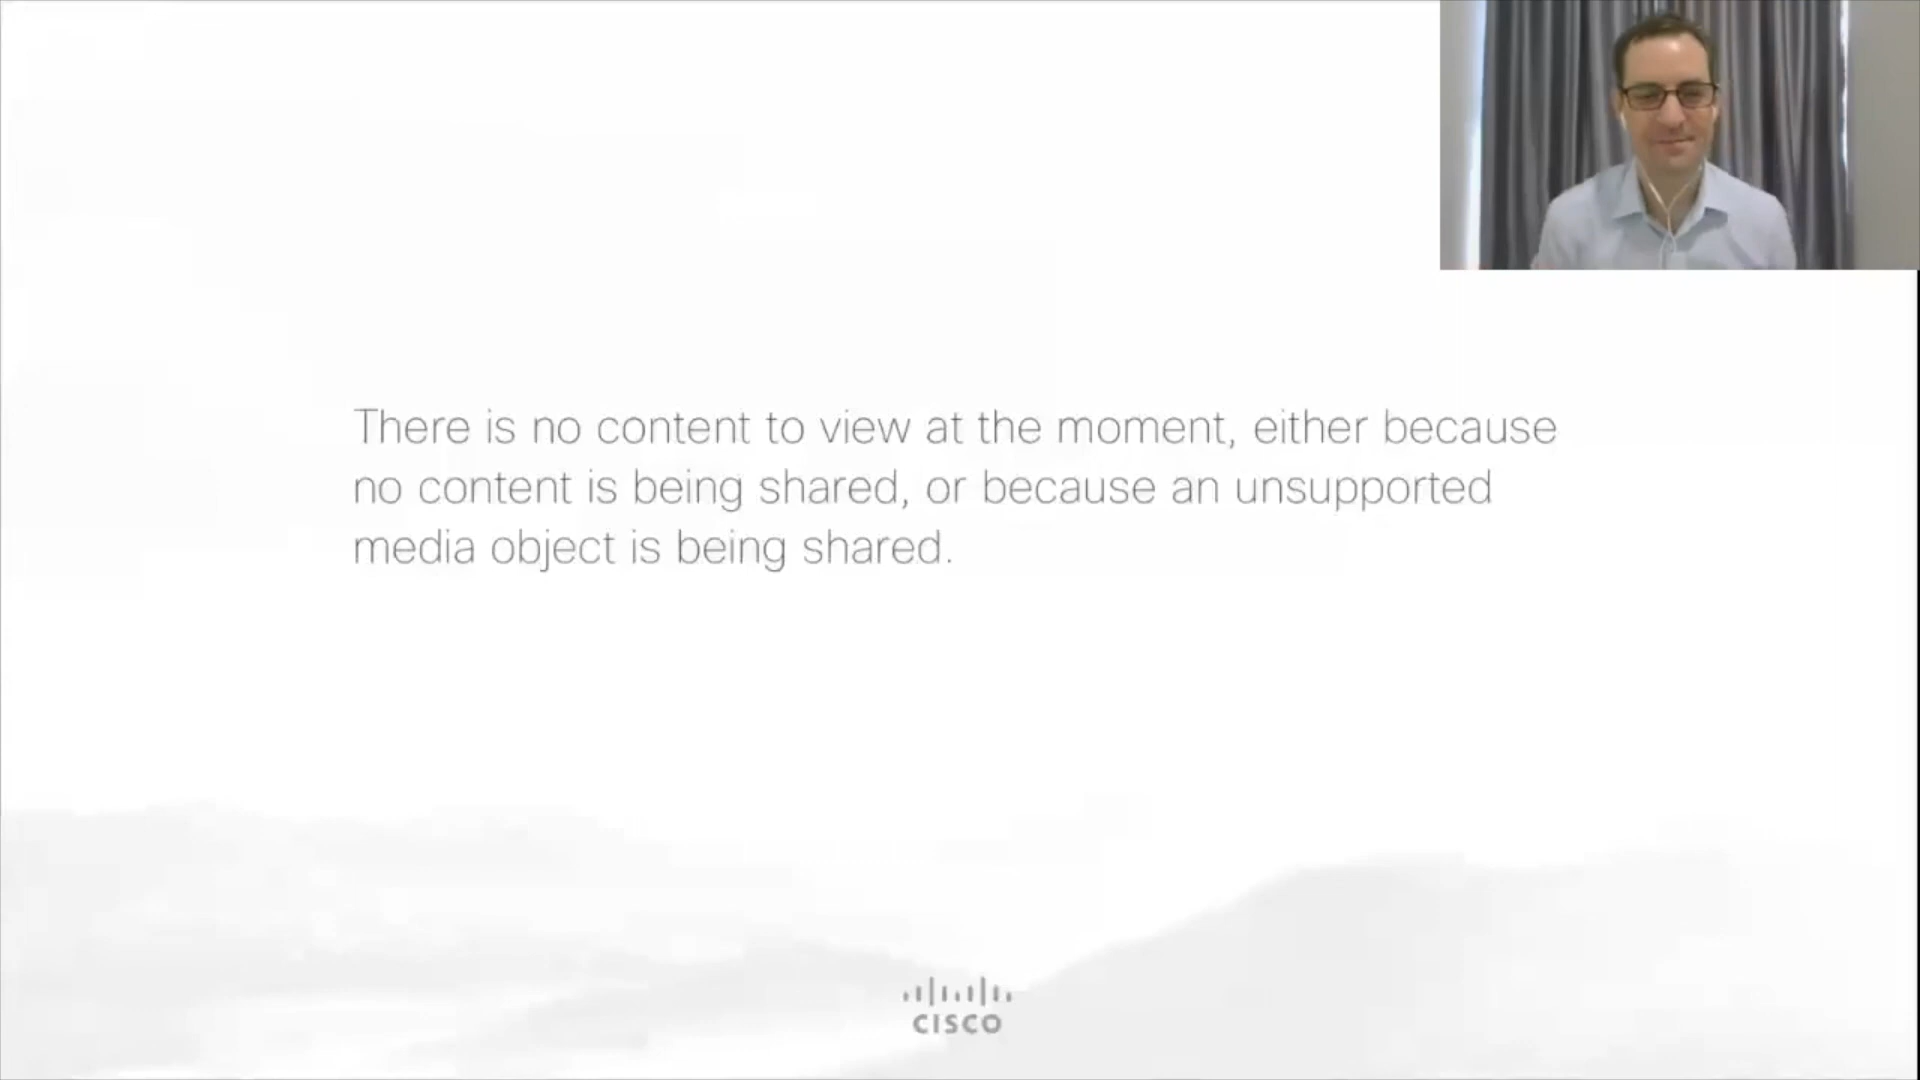 There is no content to view at the moment, either because
no content is being shared, or because an unsupported
media object is being shared.
CISCO